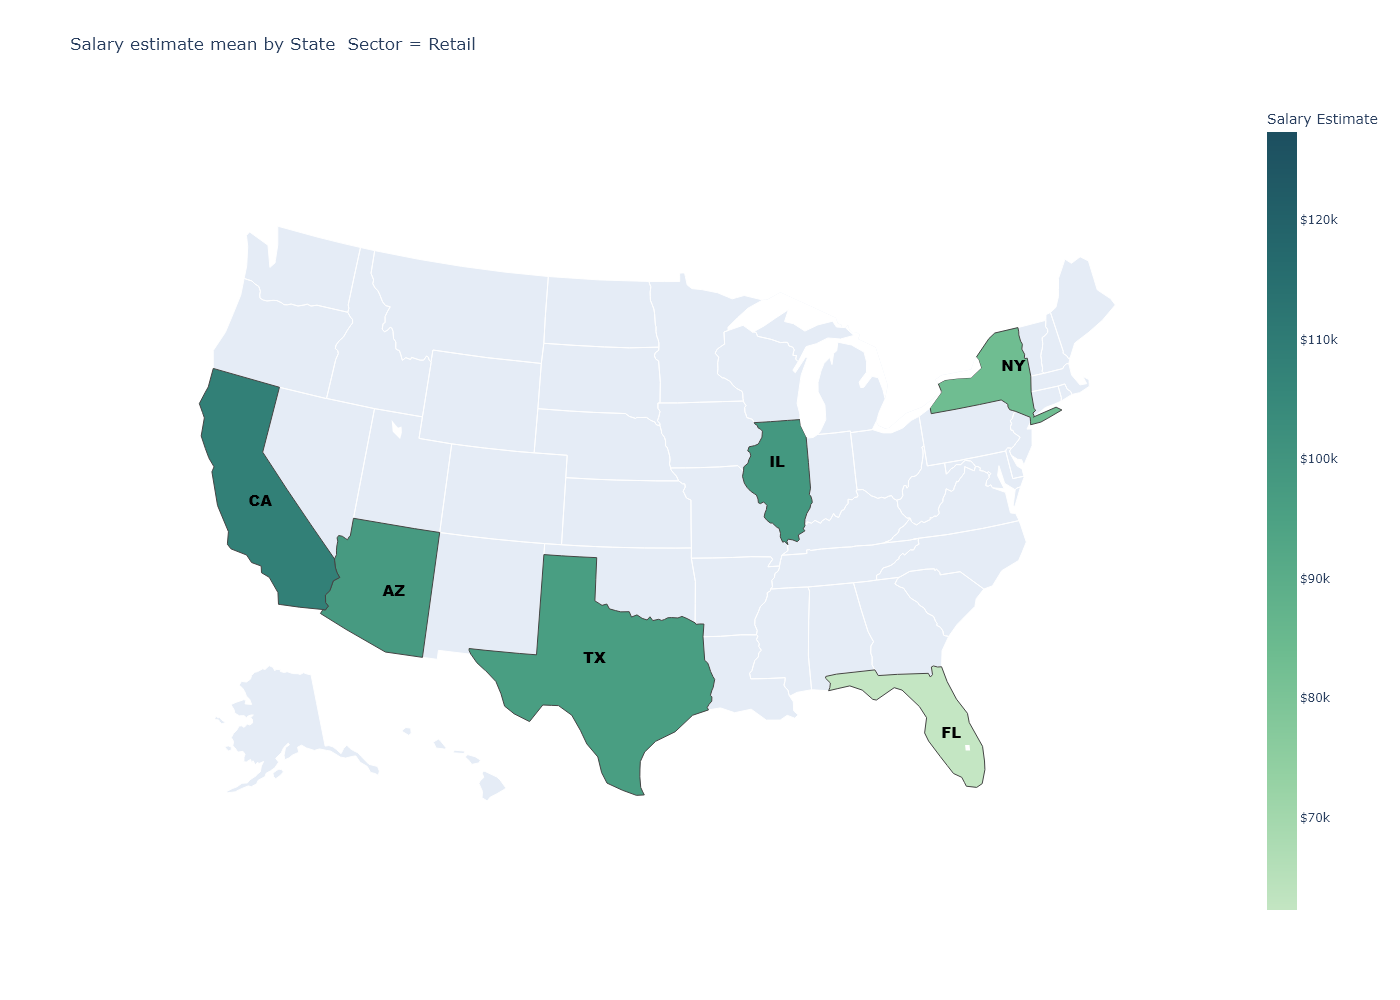 Salary estimate mean by State  Sector = Retail
Salary Estimate
$120k
$110k
$100k
$90k
$80k
$70k
NY
IL
CA
AZ
TX
FL